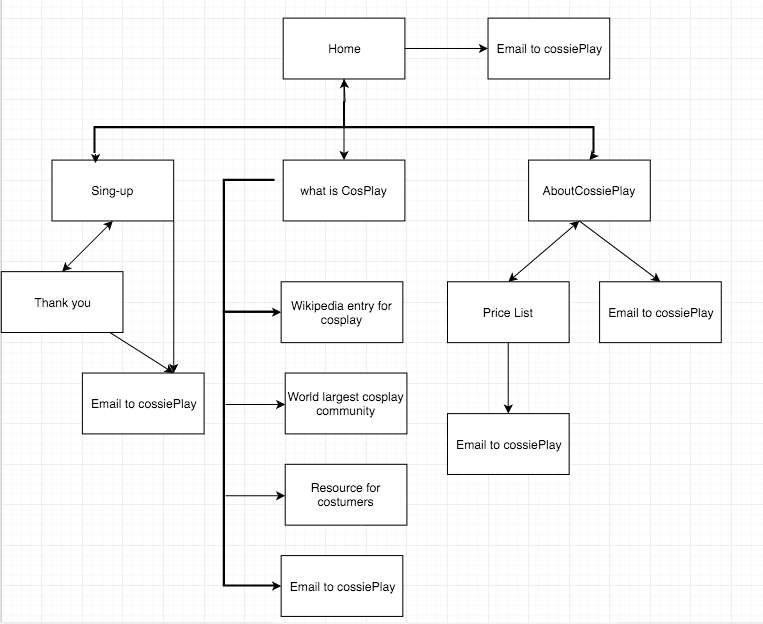 Home
Email to cossiePlay
Sing-up
what is CosPlay
AboutCossiePlay
Thank you
Wikipedia entry for
cosplay
Price List
Email to cossiePlay
Email to cossiePlay
World largest cosplay
community
Email to cossiePlay
Resource for
costumers
Email to cossiePlay